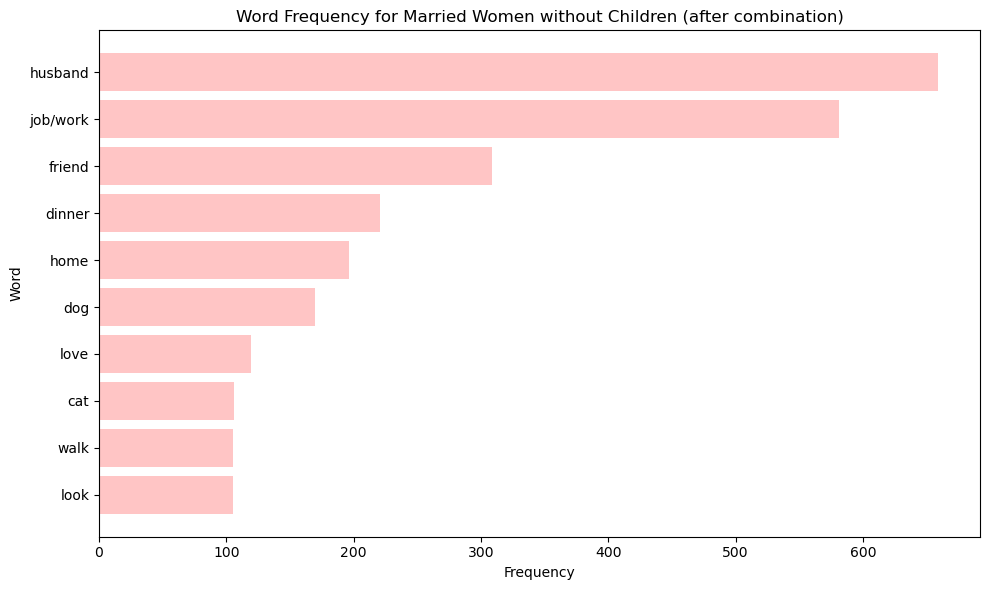 Word Frequency for Married Women without Children (after combination)
Word
husband
job/work
friend
dinner
home
dog
love
cat
walk
look
0 100 200 300 400 500 600
Frequency